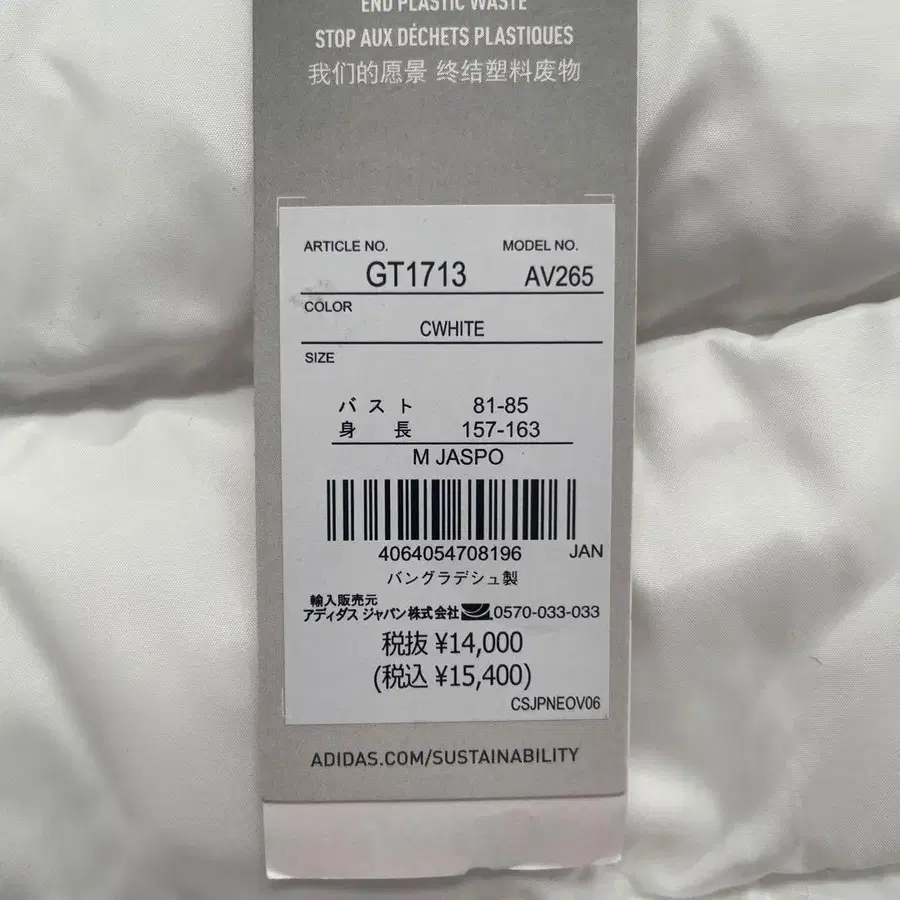 END PLASTIC WASTE
STOP AUX DÉCHETS PLASTIQUES
我们的愿景 终结塑料废物
ARTICLE NO. MODEL NO.
GT1713 AV265
COLOR
CWHITE
SIZE
バスト 81-85
身長 157-163
M JASPO
4064054708196 JAN
バングラデシュ製
輸入販売元
アディダス ジャパン株式会社 0570-033-033
税抜 ¥14,000
(税込 ¥15,400)
CSJPNEOV06
ADIDAS.COM/SUSTAINABILITY